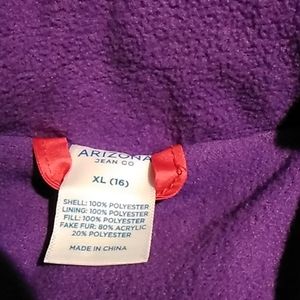 ARIZONA
JEAN CO
XL (16)
SHELL: 100% POLYESTER
LINING: 100% POLYESTER
FILL: 100% POLYESTER
FAKE FUR: 80% ACRYLIC
20% POLYESTER
MADE IN CHINA